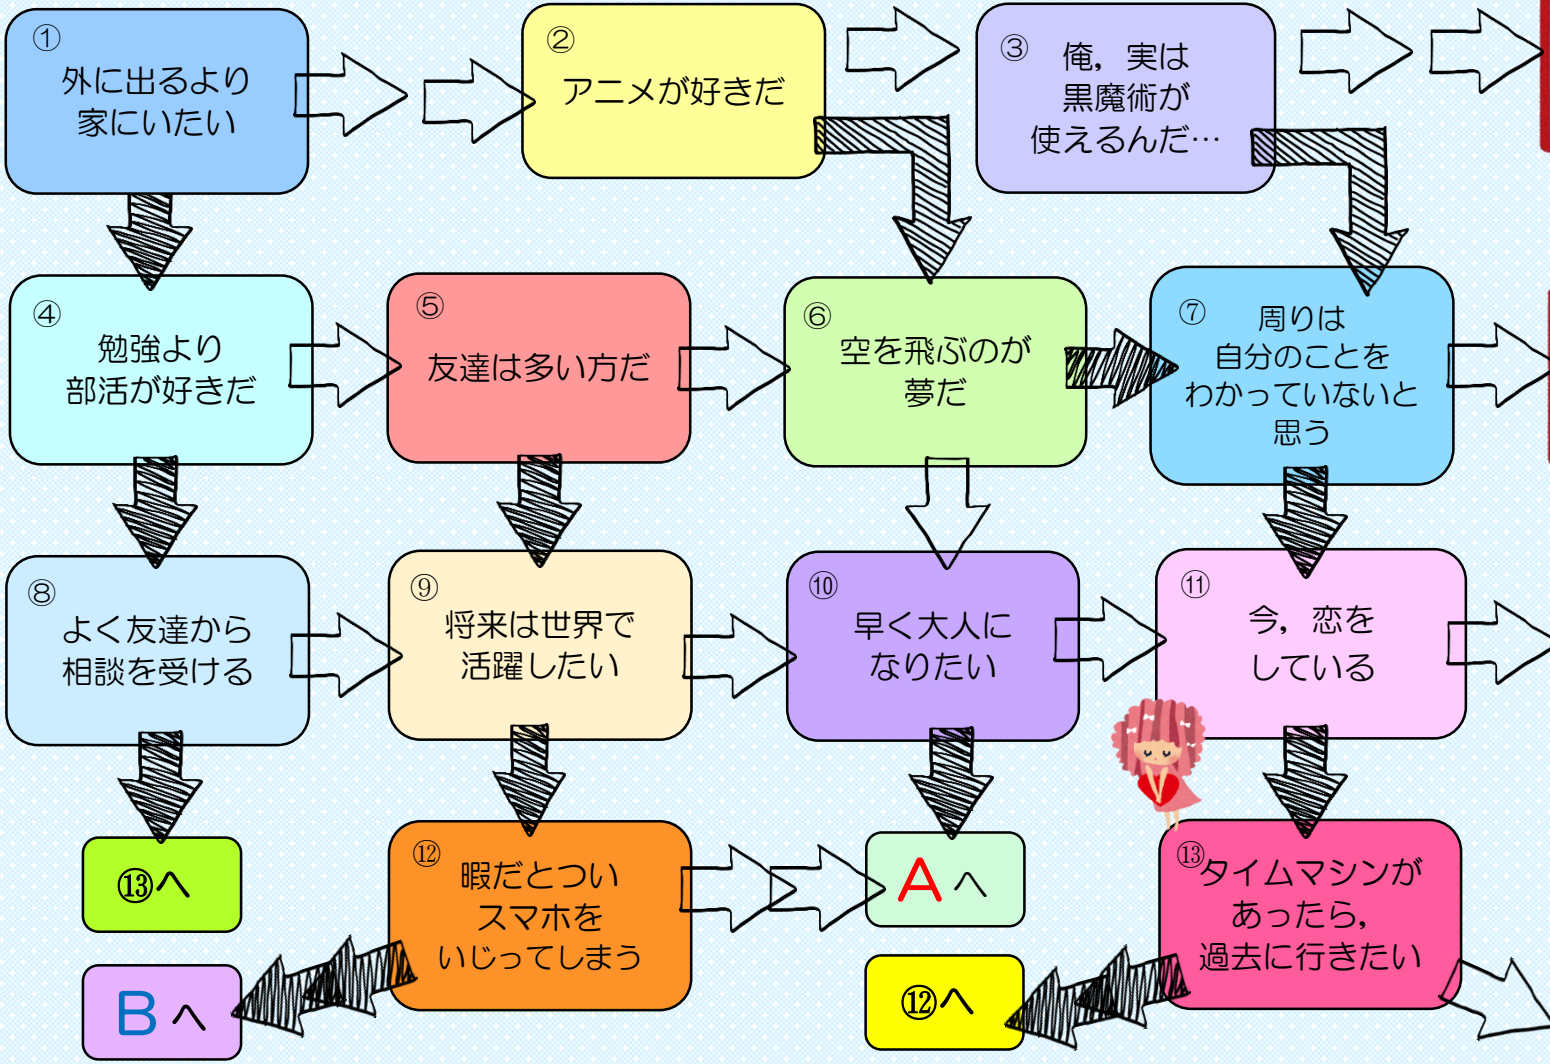 ①
外に出るより
家にいたい
②
アニメが好きだ
③
俺，実は
黒魔術が
使えるんだ…
④
勉強より
部活が好きだ
⑤
友達は多い方だ
⑥
空を飛ぶのが
夢だ
⑦
周りは
自分のことを
わかっていないと
思う
⑧
よく友達から
相談を受ける
⑨
将来は世界で
活躍したい
⑩
早く大人に
なりたい
⑪
今，恋を
している
⑬へ
⑫
暇だとつい
スマホを
いじってしまう
Aへ
⑬
タイムマシンが
あったら，
過去に行きたい
Bへ
⑫へ